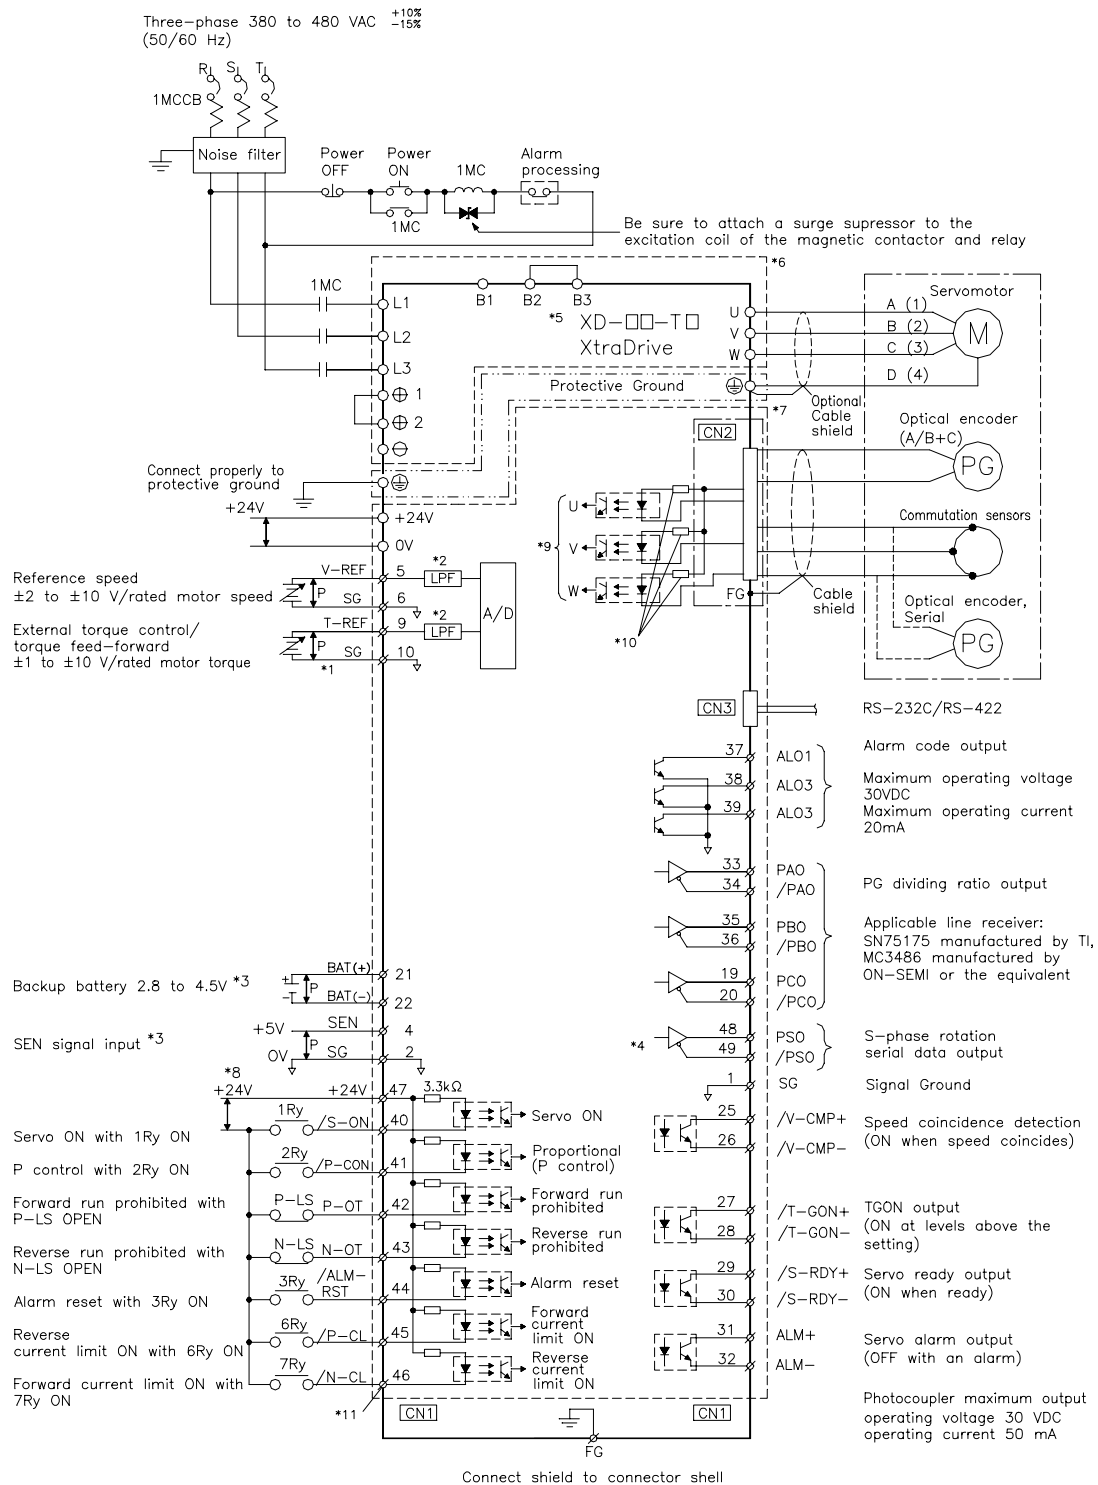 Three-phase 380 to 480 VAC +10% -15%
(50/60 Hz)
R S T
1MCCB
Noise filter
Power OFF
Power ON
1MC
Alarm processing
1MC
Be sure to attach a surge supressor to the
excitation coil of the magnetic contactor and relay
*6
1MC
B1 B2 B3
*5
XD-□□-T□
XtraDrive
L1
L2
L3
⊕ 1
⊕ 2
⊖
U
V
W
A (1)
B (2)
C (3)
D (4)
Servomotor
M
Protective Ground
*7
Optional
Cable
shield
Connect properly to
protective ground
+24V
+24V
0V
CN2
Optical encoder
(A/B+C)
PG
*9
U
V
W
*10
Commutation sensors
FG
Cable
shield
Optical encoder,
Serial
PG
Reference speed
±2 to ±10 V/rated motor speed
P
V-REF 5
SG 6
*2
LPF
A/D
External torque control/
torque feed-forward
±1 to ±10 V/rated motor torque
P
*1
T-REF 9
SG 10
*2
LPF
CN3
RS-232C/RS-422
37 ALO1
38 ALO3
39 ALO3
Alarm code output
Maximum operating voltage
30VDC
Maximum operating current
20mA
33 PAO
34 /PAO
35 PBO
36 /PBO
19 PCO
20 /PCO
PG dividing ratio output
Applicable line receiver:
SN75175 manufactured by TI,
MC3486 manufactured by
ON-SEMI or the equivalent
*4
48 PSO
49 /PSO
S-phase rotation
serial data output
1 SG
Signal Ground
Backup battery 2.8 to 4.5V *3
+
-
P
BAT(+) 21
BAT(-) 22
SEN signal input *3
+5V
0V
P
SEN 4
SG 2
*8
+24V
+24V 47
3.3kΩ
Servo ON with 1Ry ON
1Ry
/S-ON 40
Servo ON
P control with 2Ry ON
2Ry
/P-CON 41
Proportional
(P control)
Forward run prohibited with
P-LS OPEN
P-LS
P-OT 42
Forward run
prohibited
Reverse run prohibited with
N-LS OPEN
N-LS
N-OT 43
Reverse run
prohibited
Alarm reset with 3Ry ON
3Ry
/ALM-
RST 44
Alarm reset
Reverse
current limit ON with 6Ry ON
6Ry
/P-CL 45
Forward
current
limit ON
Forward current limit ON with
7Ry ON
7Ry
/N-CL 46
Reverse
current
limit ON
*11
25 /V-CMP+
26 /V-CMP-
Speed coincidence detection
(ON when speed coincides)
27 /T-GON+
28 /T-GON-
TGON output
(ON at levels above the
setting)
29 /S-RDY+
30 /S-RDY-
Servo ready output
(ON when ready)
31 ALM+
32 ALM-
Servo alarm output
(OFF with an alarm)
Photocoupler maximum output
operating voltage 30 VDC
operating current 50 mA
CN1
CN1
FG
Connect shield to connector shell